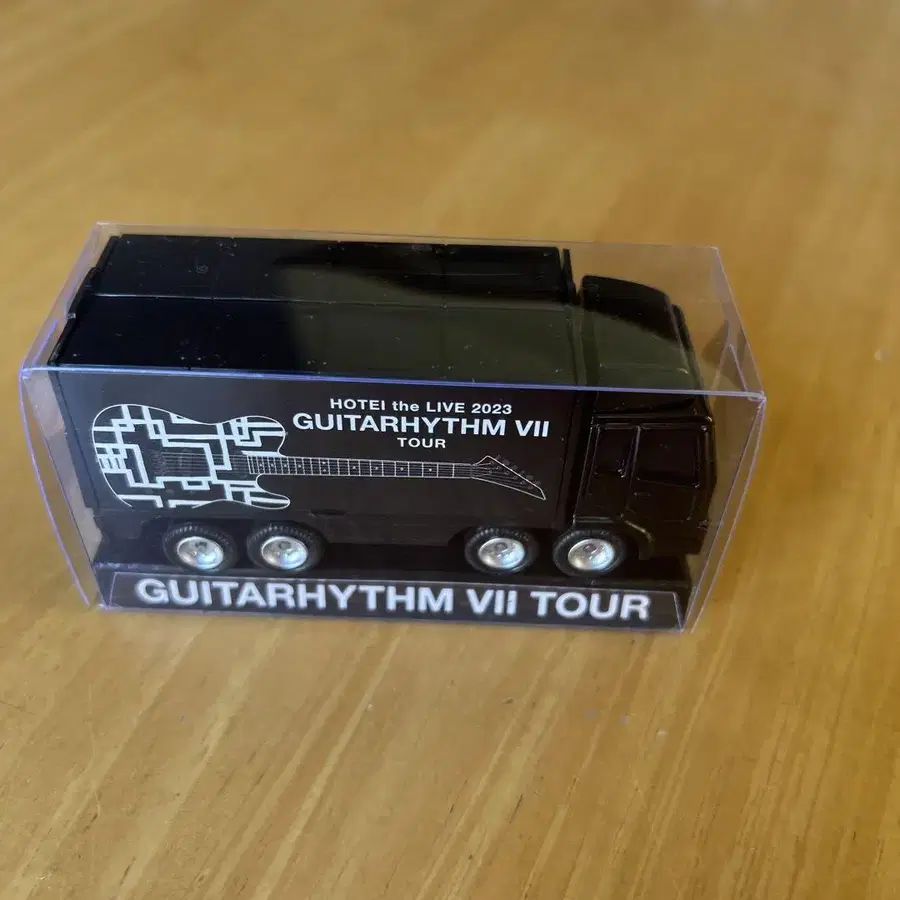 HOTEI the LIVE 2023
GUITARHYTHM VII
TOUR
GUITARHYTHM VII TOUR